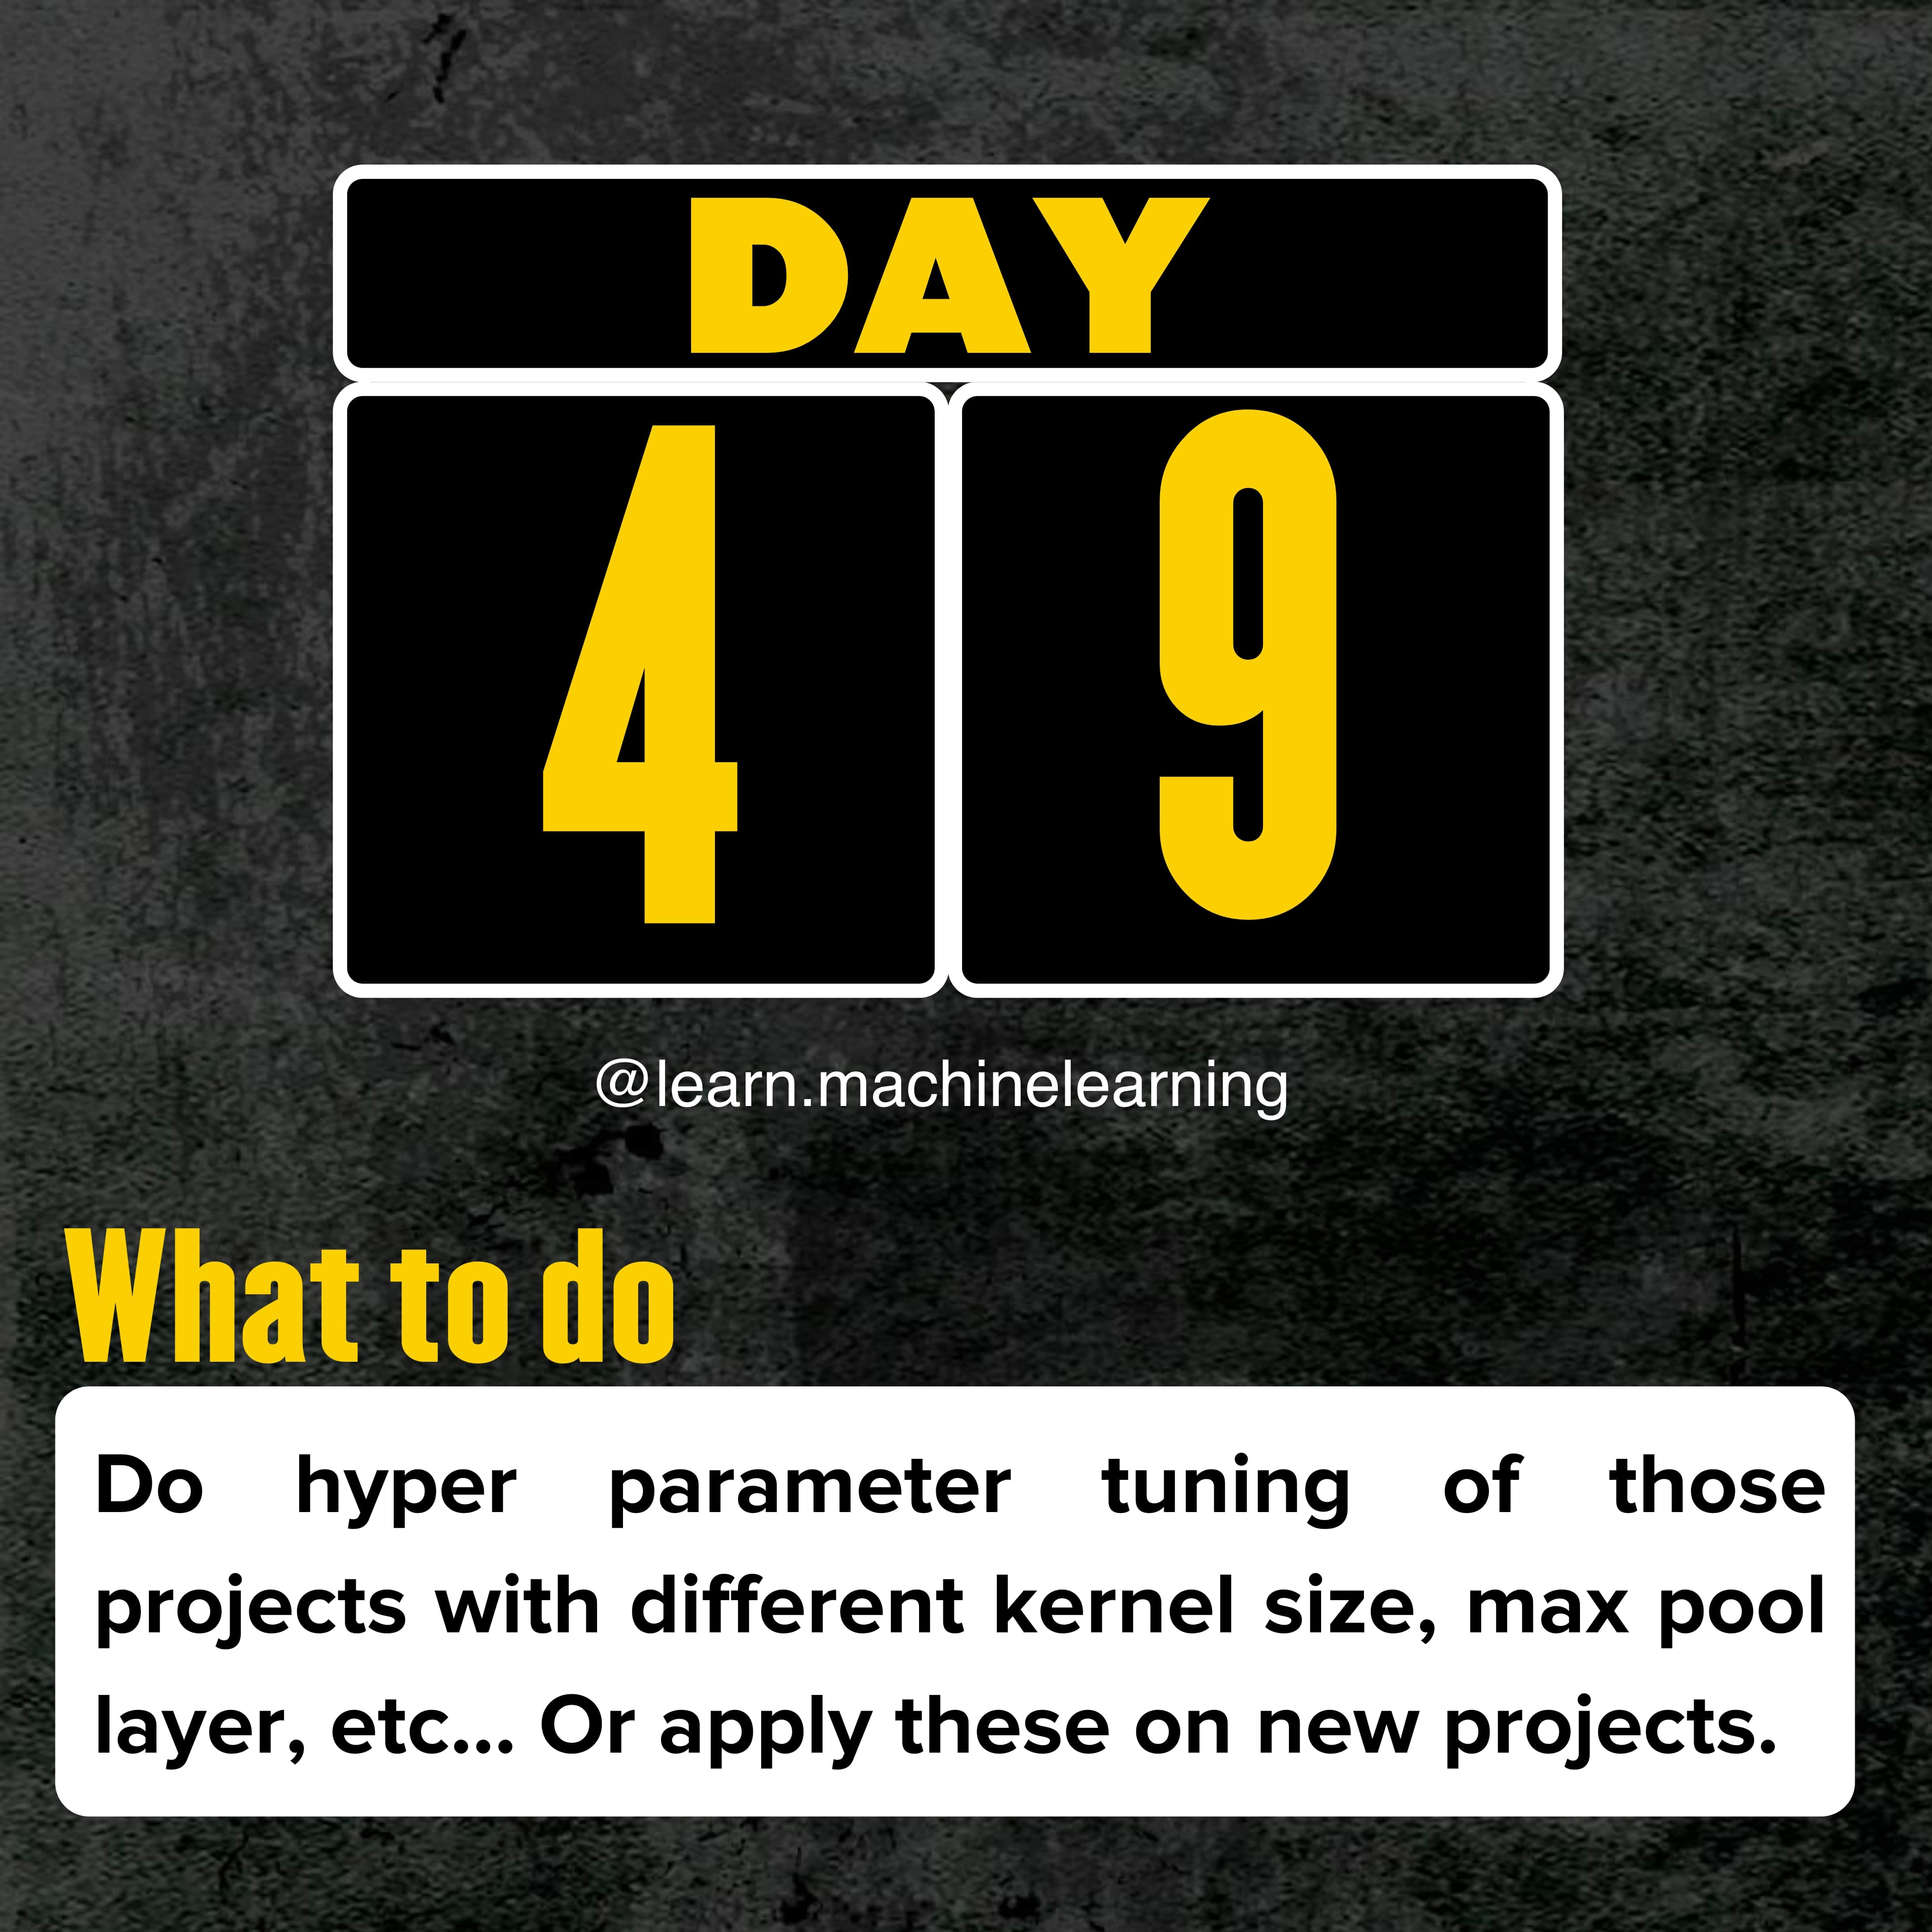 DAY
4 9
@learn.machinelearning
What to do
Do hyper parameter tuning of those
projects with different kernel size, max pool
layer, etc... Or apply these on new projects.